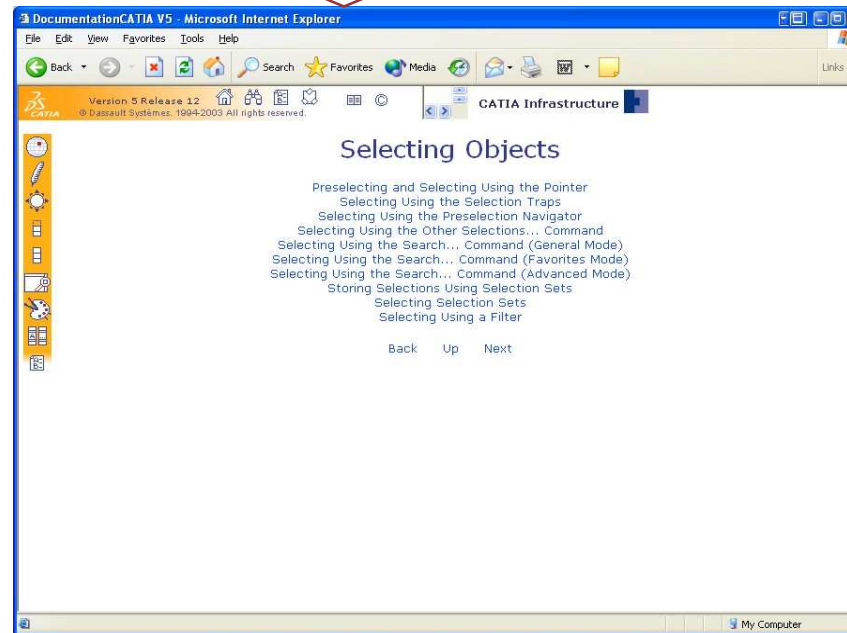 DocumentationCATIA V5 - Microsoft Internet Explorer
File Edit View Favorites Tools Help
Back Search Favorites Media Links
CATIA
Version 5 Release 12
© Dassault Systèmes. 1994-2003 All rights reserved.
CATIA Infrastructure
Selecting Objects
Preselecting and Selecting Using the Pointer
Selecting Using the Selection Traps
Selecting Using the Preselection Navigator
Selecting Using the Other Selections... Command
Selecting Using the Search... Command (General Mode)
Selecting Using the Search... Command (Favorites Mode)
Selecting Using the Search... Command (Advanced Mode)
Storing Selections Using Selection Sets
Selecting Selection Sets
Selecting Using a Filter
Back Up Next
My Computer